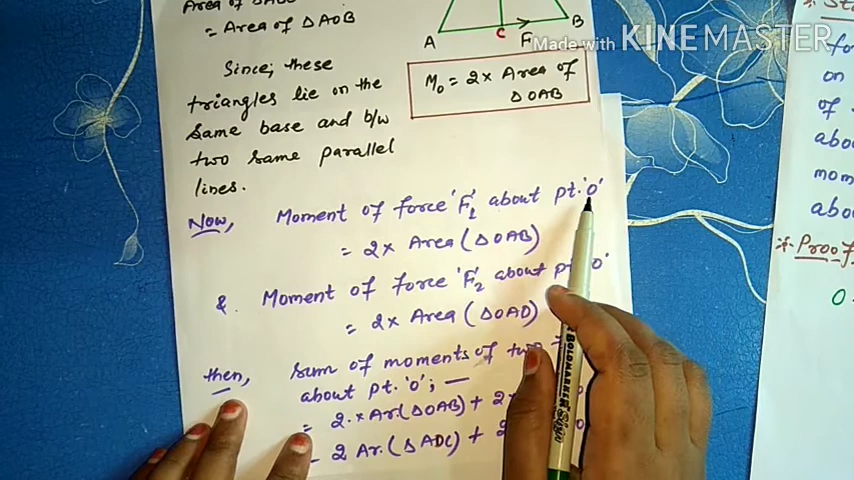 = Area of ΔAOB
A
C
F
B
Made with KINEMASTER
Since; these
triangles lie on the
same base and b/w
two same parallel
lines.
M₀ = 2 × Area of
ΔOAB
Now, Moment of force 'F₁' about pt. 'O'
= 2 × Area (ΔOAB)
& Moment of force 'F₂' about pt. 'O'
= 2 × Area (ΔOAD)
then, sum of moments of two
about pt. 'O'; —
= 2 × Ar. (ΔOAB) + 2
= 2 Ar. (ΔADC) + 2
on
of
Proof